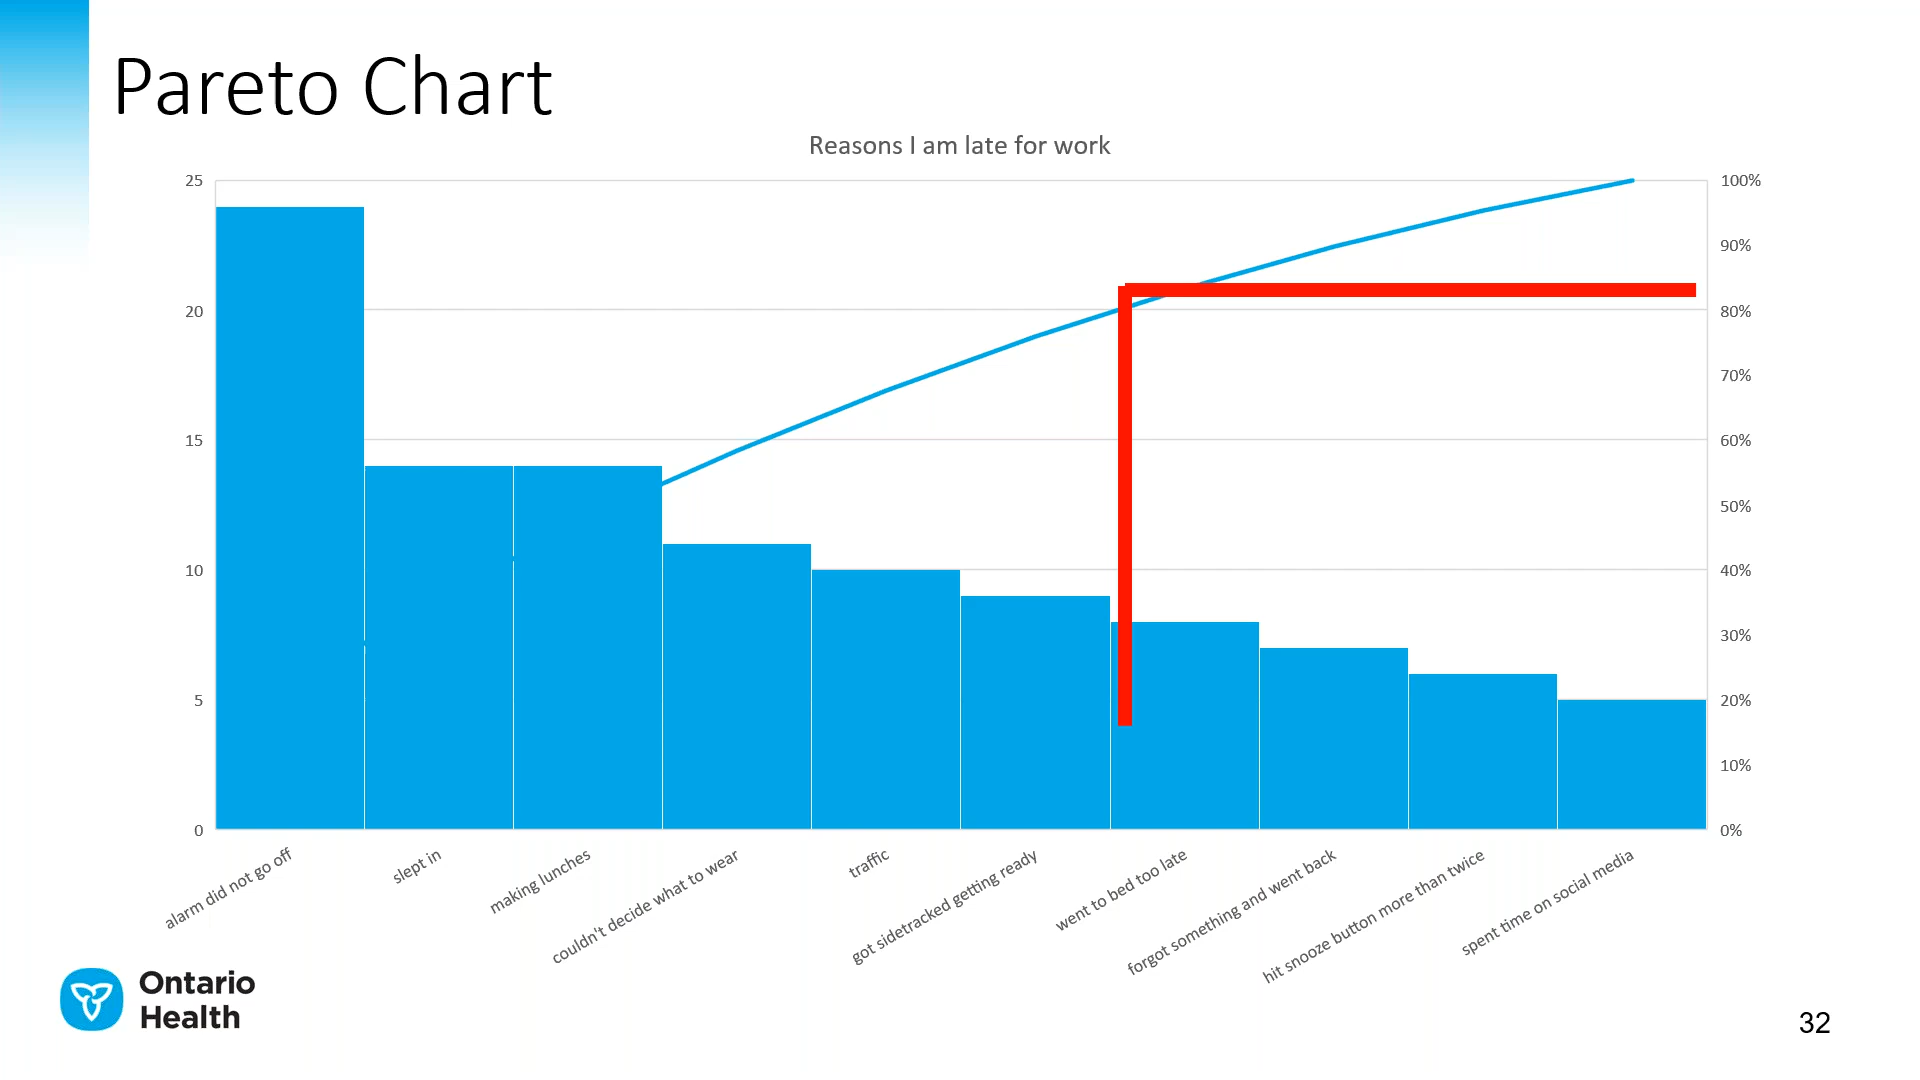 Pareto Chart
Reasons I am late for work
25
20
15
10
5
0
100%
90%
80%
70%
60%
50%
40%
30%
20%
10%
0%
alarm did not go off
slept in
making lunches
couldn't decide what to wear
traffic
got sidetracked getting ready
went to bed too late
forgot something and went back
hit snooze button more than twice
spent time on social media
Ontario
Health
32